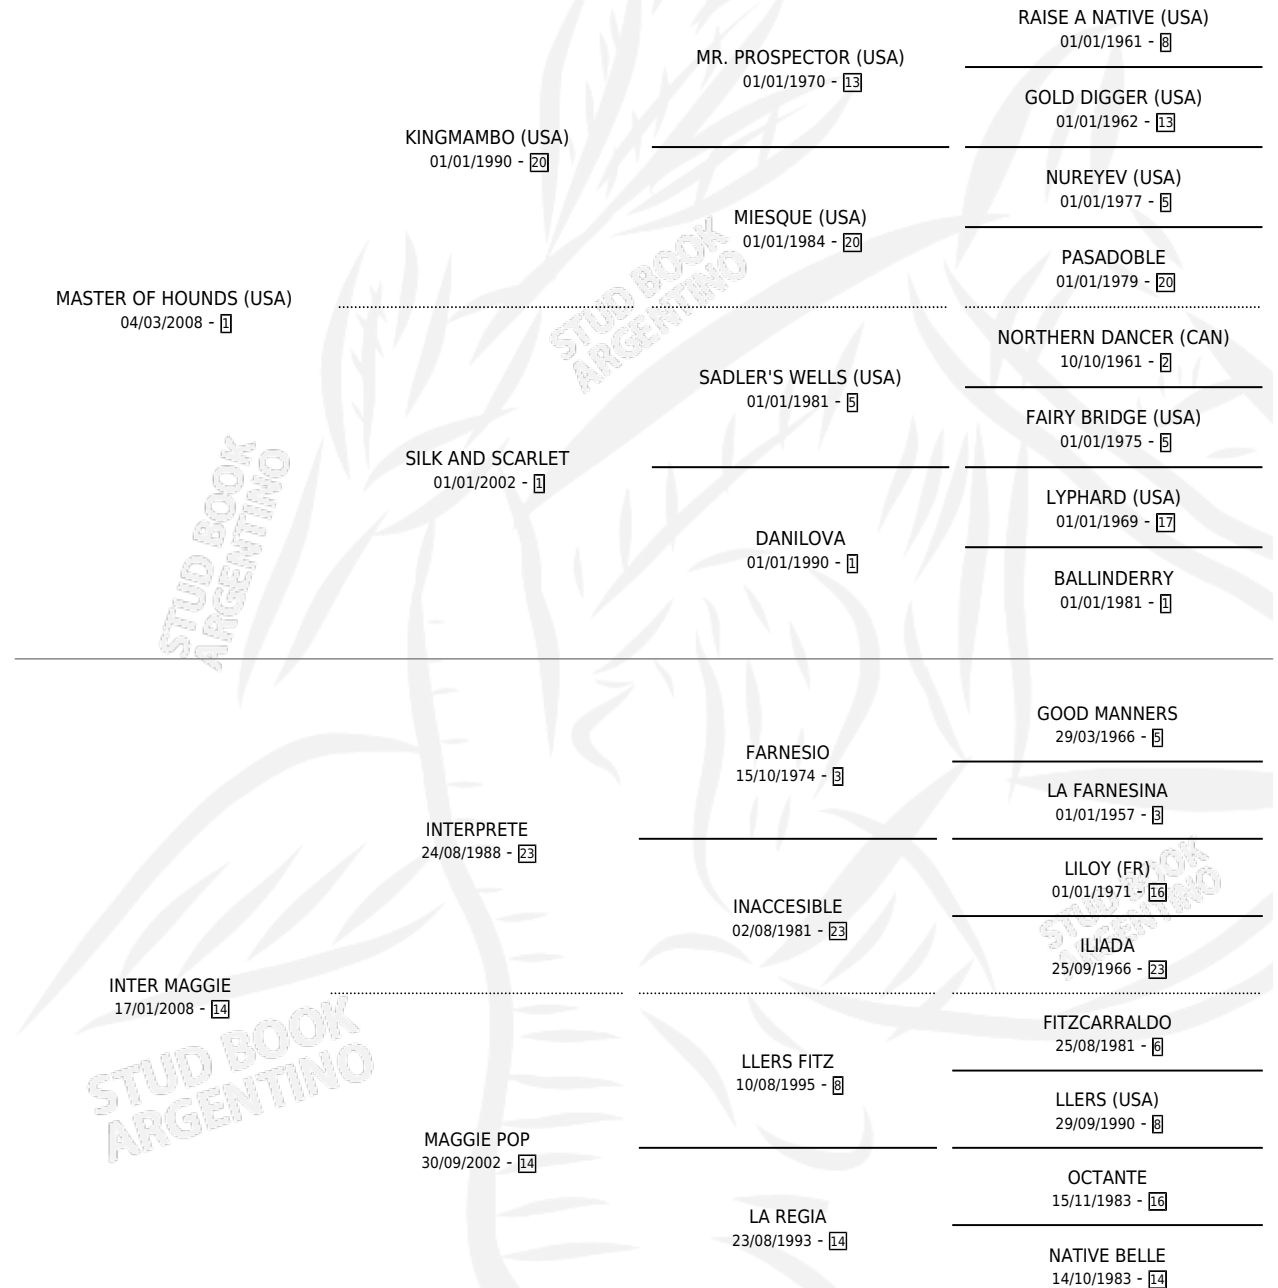 RAISE A NATIVE (USA)
01/01/1961 - 8
MR. PROSPECTOR (USA)
01/01/1970 - 13
GOLD DIGGER (USA)
01/01/1962 - 13
KINGMAMBO (USA)
01/01/1990 - 20
NUREYEV (USA)
01/01/1977 - 5
MIESQUE (USA)
01/01/1984 - 20
PASADOBLE
01/01/1979 - 20
MASTER OF HOUNDS (USA)
04/03/2008 - 1
NORTHERN DANCER (CAN)
10/10/1961 - 2
SADLER'S WELLS (USA)
01/01/1981 - 5
FAIRY BRIDGE (USA)
01/01/1975 - 5
SILK AND SCARLET
01/01/2002 - 1
LYPHARD (USA)
01/01/1969 - 17
DANILOVA
01/01/1990 - 1
BALLINDERRY
01/01/1981 - 1
GOOD MANNERS
29/03/1966 - 5
FARNESIO
15/10/1974 - 3
LA FARNESINA
01/01/1957 - 3
INTERPRETE
24/08/1988 - 23
LILOY (FR)
01/01/1971 - 16
INACCESIBLE
02/08/1981 - 23
ILIADA
25/09/1966 - 23
INTER MAGGIE
17/01/2008 - 14
FITZCARRALDO
25/08/1981 - 6
LLERS FITZ
10/08/1995 - 8
LLERS (USA)
29/09/1990 - 8
MAGGIE POP
30/09/2002 - 14
OCTANTE
15/11/1983 - 16
LA REGIA
23/08/1993 - 14
NATIVE BELLE
14/10/1983 - 14
STUD BOOK
ARGENTINO
STUD BOOK
ARGENTINO
STUD BOOK
ARGENTINO
STUD BOOK
ARGENTINO